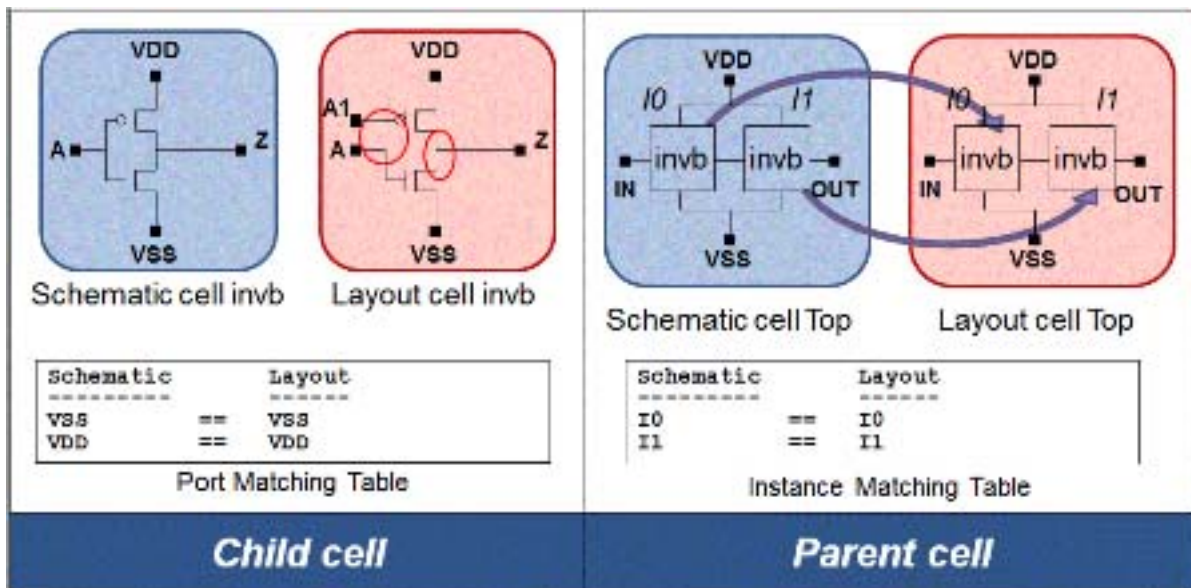 VDD
A
Z
VSS
Schematic cell invb
VDD
A1
A
Z
VSS
Layout cell invb
Schematic Layout
--------- ------
VSS == VSS
VDD == VDD
Port Matching Table
Child cell
VDD
I0 I1
invb invb
IN OUT
VSS
Schematic cell Top
VDD
I0 I1
invb invb
IN OUT
VSS
Layout cell Top
Schematic Layout
--------- ------
I0 == I0
I1 == I1
Instance Matching Table
Parent cell